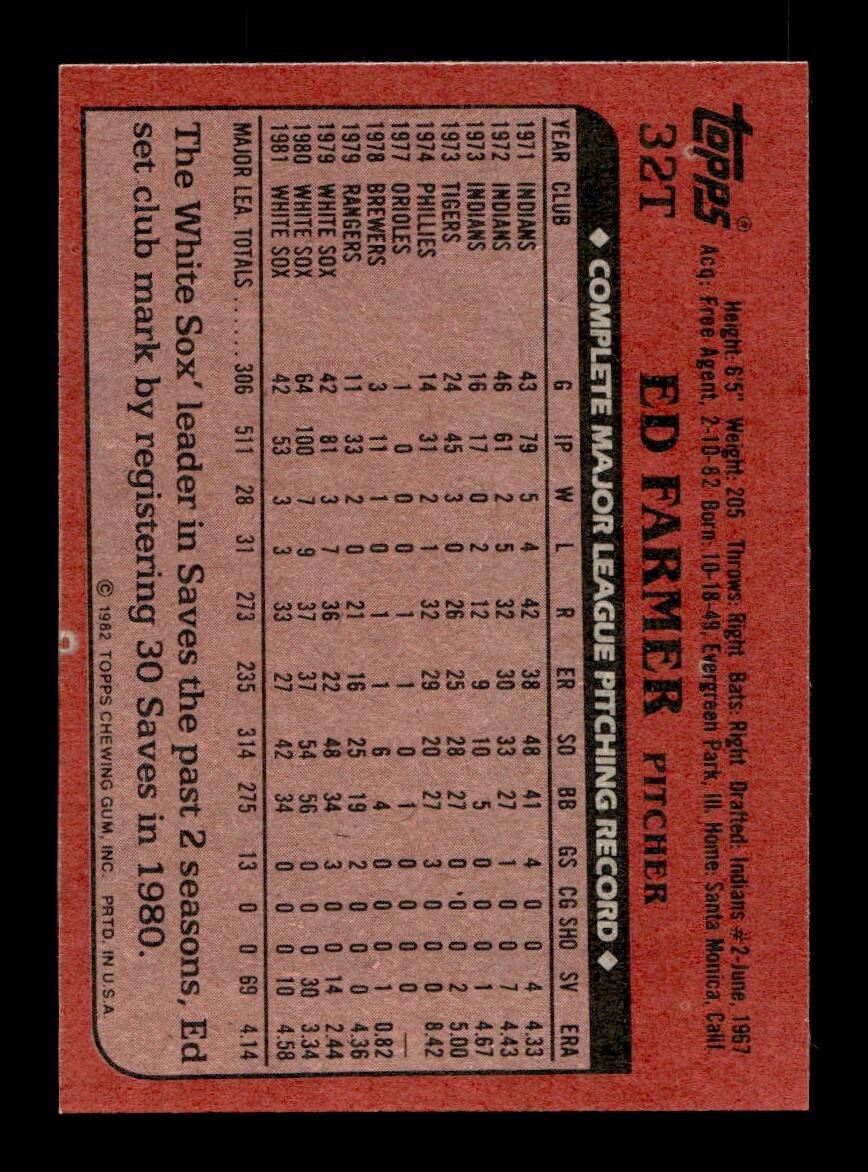 topps®
Height: 6'5" Weight: 205 Throws: Right Bats: Right Drafted: Indians #2-June, 1967
Acq: Free Agent, 2-10-82 Born: 10-18-49, Evergreen Park, Ill. Home: Santa Monica, Calif.
32T ED FARMER PITCHER
◆ COMPLETE MAJOR LEAGUE PITCHING RECORD ◆
YEAR CLUB G IP W L R ER SO BB GS CG SHO SV ERA
1971 INDIANS 43 79 5 4 42 38 48 41 4 0 0 4 4.33
1972 INDIANS 46 61 2 5 32 30 33 27 1 0 0 7 4.43
1973 INDIANS 16 17 0 2 12 9 10 5 0 0 0 1 4.67
1973 TIGERS 24 45 3 0 26 25 28 27 0 0 0 2 5.00
1974 PHILLIES 14 31 2 1 32 29 20 27 3 0 0 0 8.42
1977 ORIOLES 1 0 0 0 1 1 0 1 0 0 0 0 —
1978 BREWERS 3 11 1 0 1 1 6 4 0 0 0 1 0.82
1979 RANGERS 11 33 2 0 21 16 25 19 2 0 0 0 4.36
1979 WHITE SOX 42 81 3 7 36 22 48 34 3 0 0 14 2.44
1980 WHITE SOX 64 100 7 9 37 37 54 56 0 0 0 30 3.34
1981 WHITE SOX 42 53 3 3 33 27 42 34 0 0 0 10 4.58
MAJOR LEA. TOTALS ...... 306 511 28 31 273 235 314 275 13 0 0 69 4.14
The White Sox' leader in Saves the past 2 seasons, Ed
set club mark by registering 30 Saves in 1980.
© 1982 TOPPS CHEWING GUM, INC. PRTD. IN U.S.A